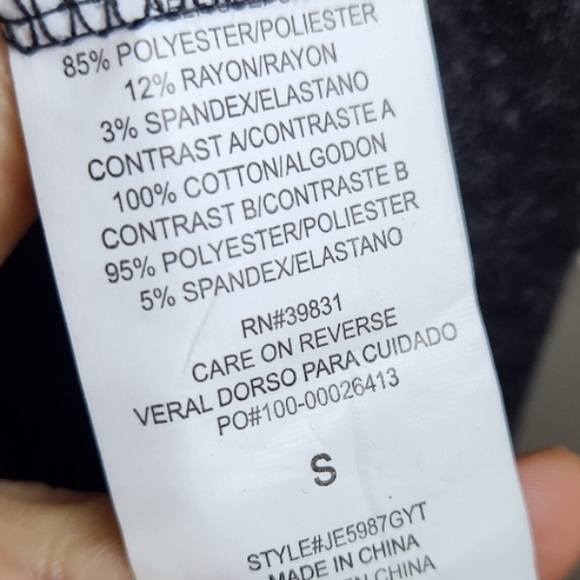 85% POLYESTER/POLIESTER
12% RAYON/RAYON
3% SPANDEX/ELASTANO
CONTRAST A/CONTRASTE A
100% COTTON/ALGODON
CONTRAST B/CONTRASTE B
95% POLYESTER/POLIESTER
5% SPANDEX/ELASTANO
RN#39831
CARE ON REVERSE
VERAL DORSO PARA CUIDADO
PO#100-00026413
S
STYLE#JE5987GYT
MADE IN CHINA
EN CHINA